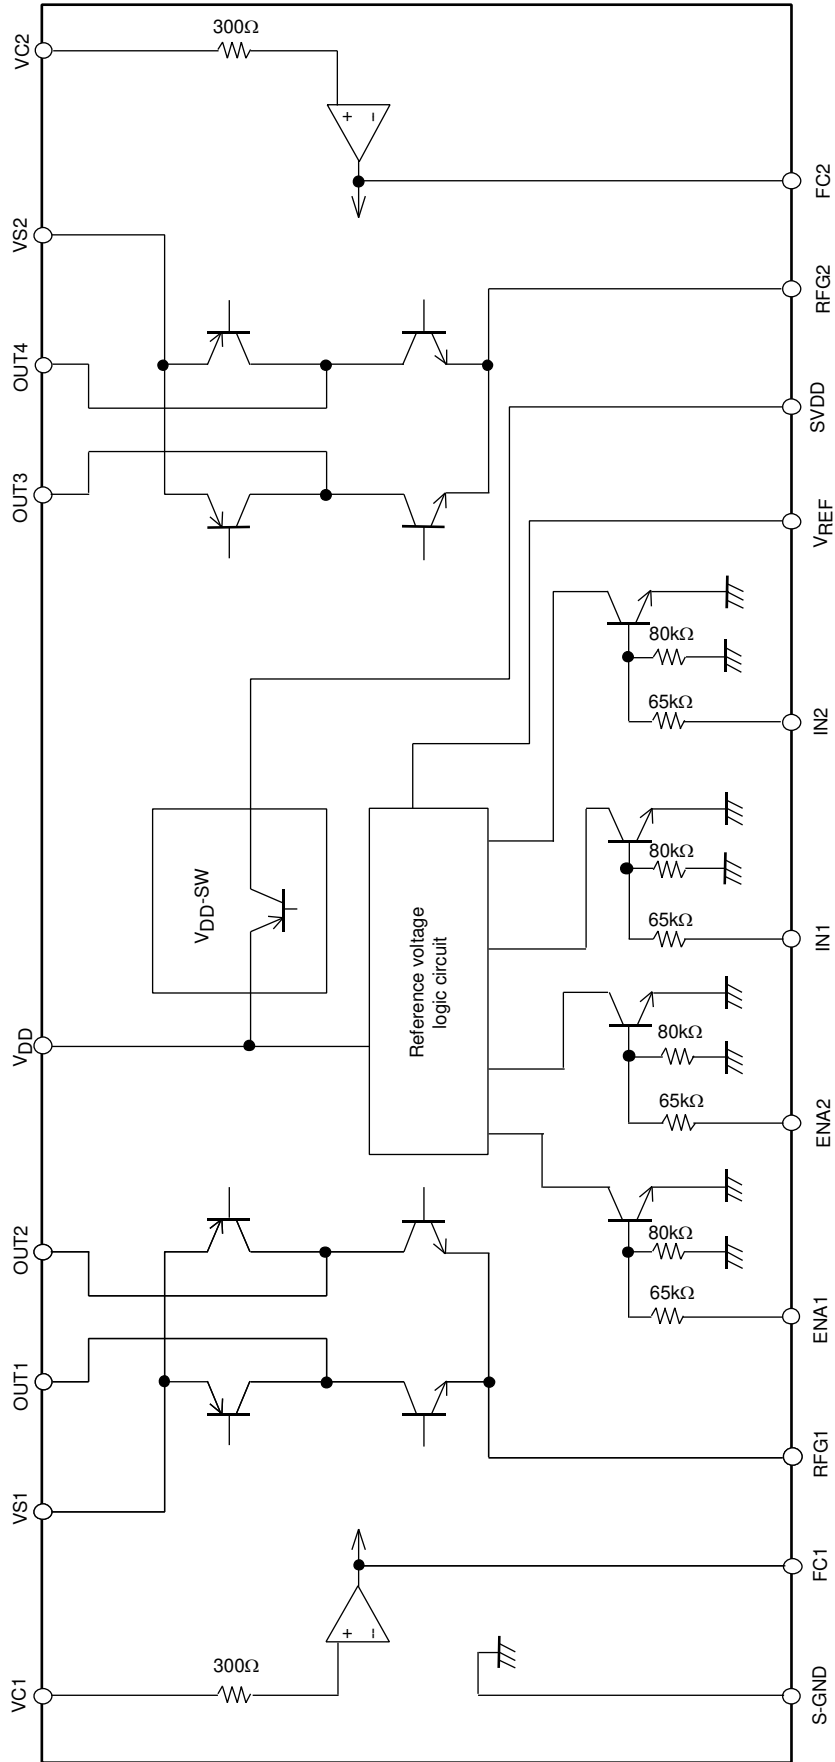 VC2
300Ω
+
−
FC2
VS2
RFG2
OUT4
SVDD
OUT3
VREF
80kΩ
65kΩ
IN2
VDD-SW
80kΩ
65kΩ
IN1
Reference voltage
logic circuit
VDD
80kΩ
65kΩ
ENA2
OUT2
80kΩ
65kΩ
ENA1
OUT1
RFG1
VS1
FC1
+
−
300Ω
VC1
S-GND